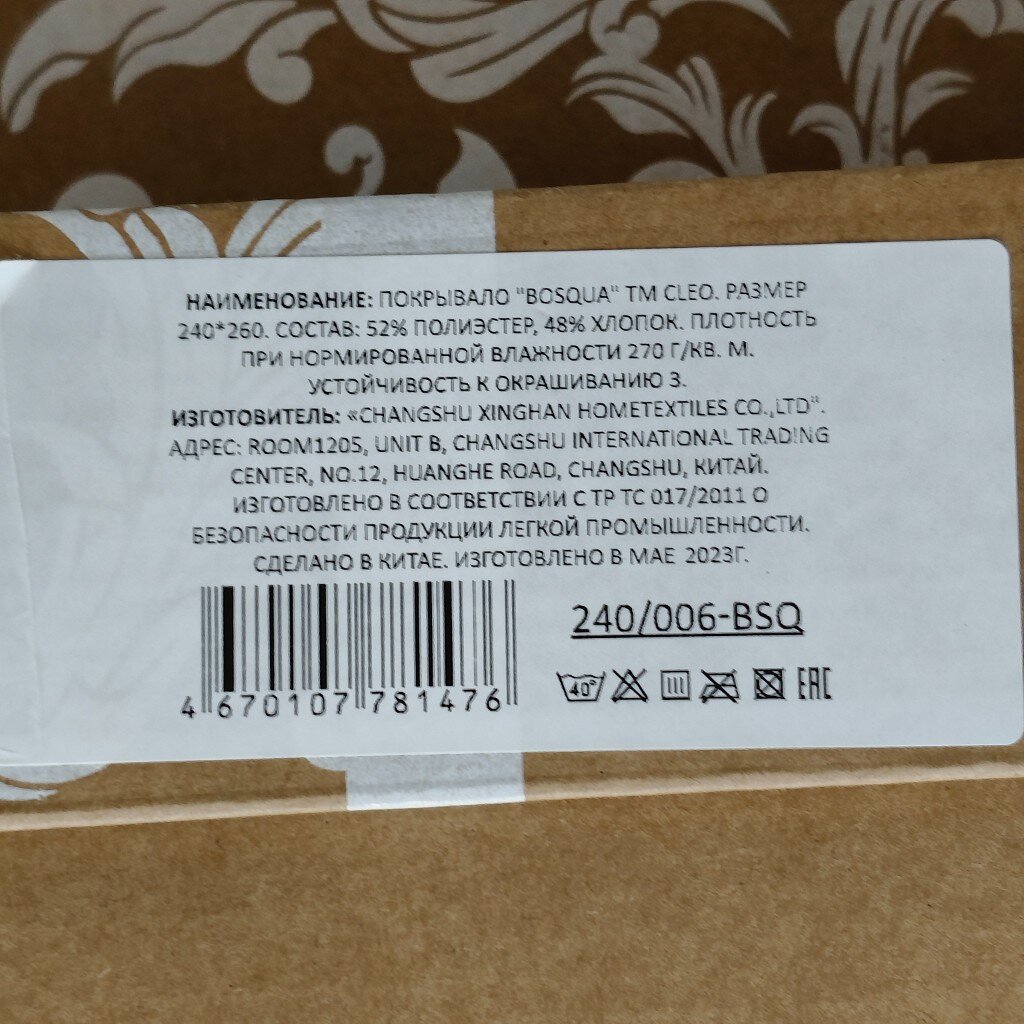 НАИМЕНОВАНИЕ: ПОКРЫВАЛО "BOSQUA" ТМ CLEO. РАЗМЕР
240*260. СОСТАВ: 52% ПОЛИЭСТЕР, 48% ХЛОПОК. ПЛОТНОСТЬ
ПРИ НОРМИРОВАННОЙ ВЛАЖНОСТИ 270 Г/КВ. М.
УСТОЙЧИВОСТЬ К ОКРАШИВАНИЮ 3.
ИЗГОТОВИТЕЛЬ: «CHANGSHU XINGHAN HOMETEXTILES CO.,LTD".
АДРЕС: ROOM1205, UNIT B, CHANGSHU INTERNATIONAL TRADING
CENTER, NO.12, HUANGHE ROAD, CHANGSHU, КИТАЙ.
ИЗГОТОВЛЕНО В СООТВЕТСТВИИ С ТР ТС 017/2011 О
БЕЗОПАСНОСТИ ПРОДУКЦИИ ЛЕГКОЙ ПРОМЫШЛЕННОСТИ.
СДЕЛАНО В КИТАЕ. ИЗГОТОВЛЕНО В МАЕ 2023Г.
240/006-BSQ
40° EAC
4 670107 781476